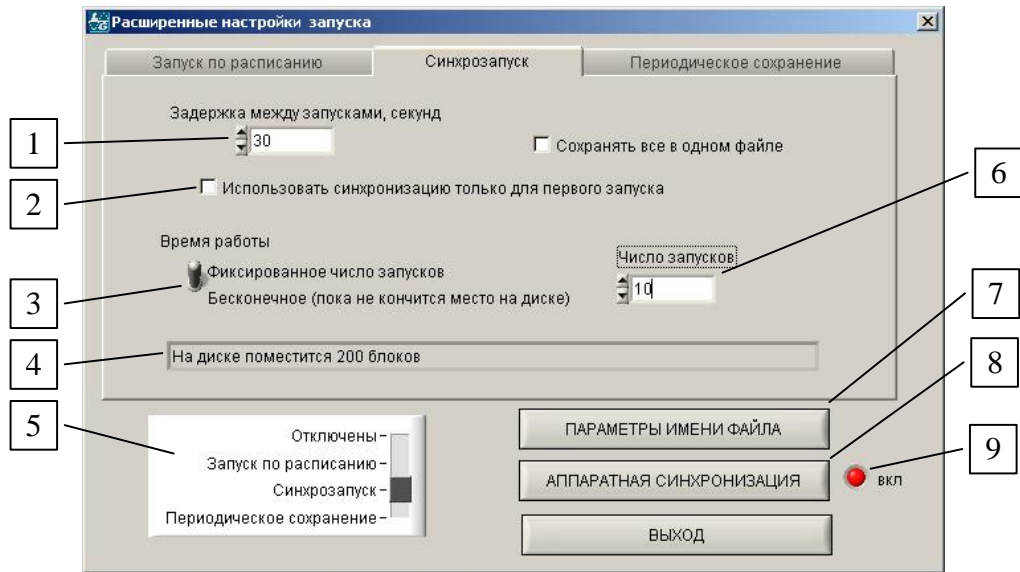 Расширенные настройки запуска
Запуск по расписанию
Синхрозапуск
Периодическое сохранение
Задержка между запусками, секунд
1
30
Сохранять все в одном файле
2
Использовать синхронизацию только для первого запуска
6
Время работы
Число запусков
3
Фиксированное число запусков
10
Бесконечное (пока не кончится место на диске)
7
4
На диске поместится 200 блоков
8
5
Отключены
Запуск по расписанию
Синхрозапуск
Периодическое сохранение
ПАРАМЕТРЫ ИМЕНИ ФАЙЛА
АППАРАТНАЯ СИНХРОНИЗАЦИЯ
9
вкл
ВЫХОД